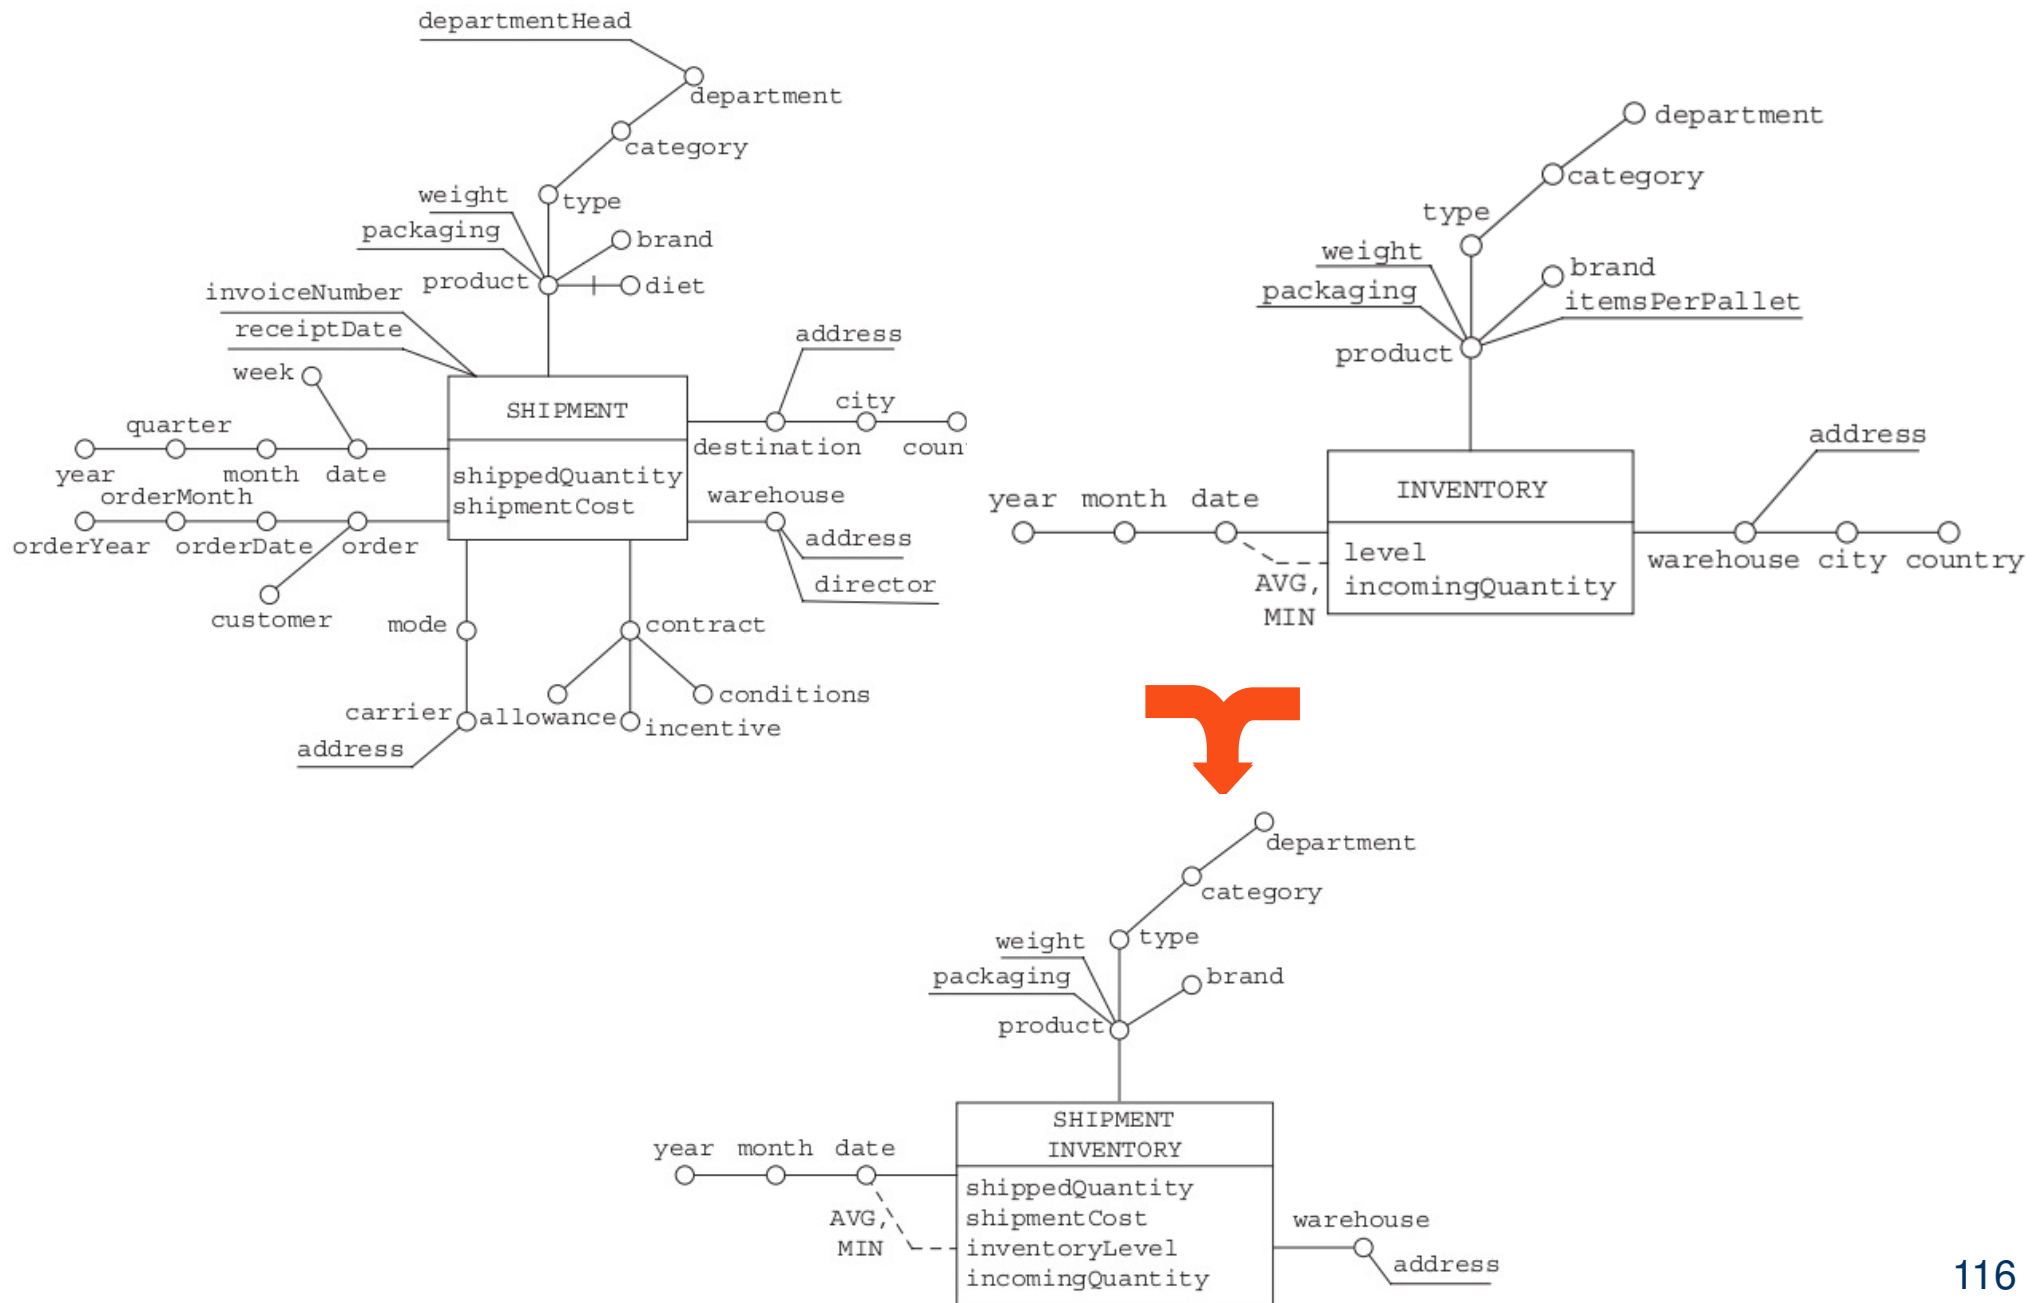 departmentHead
department
category
weight
type
packaging
brand
product
diet
invoiceNumber
receiptDate
address
week
SHIPMENT
city
quarter
destination
coun
year
month
date
shippedQuantity
orderMonth
shipmentCost
warehouse
orderYear
orderDate
order
address
director
customer
mode
contract
conditions
carrier
allowance
incentive
address
department
category
type
weight
brand
packaging
itemsPerPallet
product
address
INVENTORY
year
month
date
level
warehouse
city
country
AVG,
MIN
incomingQuantity
department
category
weight
type
packaging
brand
product
SHIPMENT
INVENTORY
year
month
date
shippedQuantity
AVG,
MIN
shipmentCost
warehouse
inventoryLevel
address
incomingQuantity
116